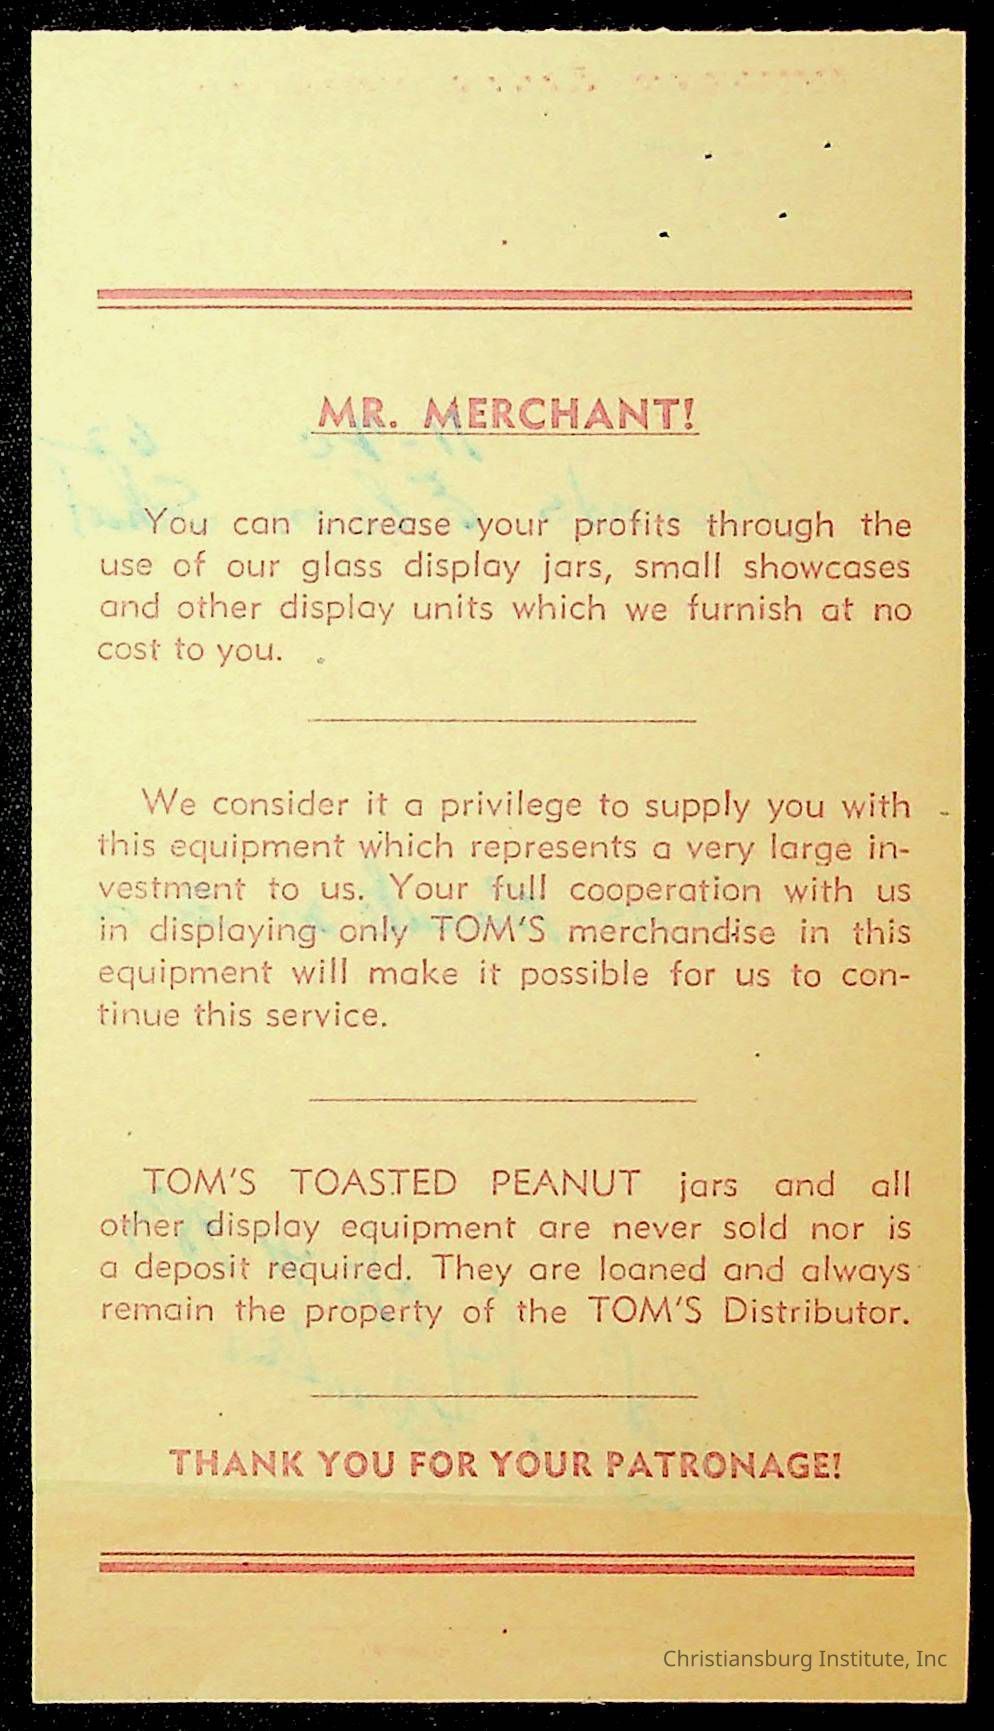 MR. MERCHANT!
You can increase your profits through the
use of our glass display jars, small showcases
and other display units which we furnish at no
cost to you.
We consider it a privilege to supply you with
this equipment which represents a very large in-
vestment to us. Your full cooperation with us
in displaying only TOM'S merchandise in this
equipment will make it possible for us to con-
tinue this service.
TOM'S TOASTED PEANUT jars and all
other display equipment are never sold nor is
a deposit required. They are loaned and always
remain the property of the TOM'S Distributor.
THANK YOU FOR YOUR PATRONAGE!
Christiansburg Institute, Inc